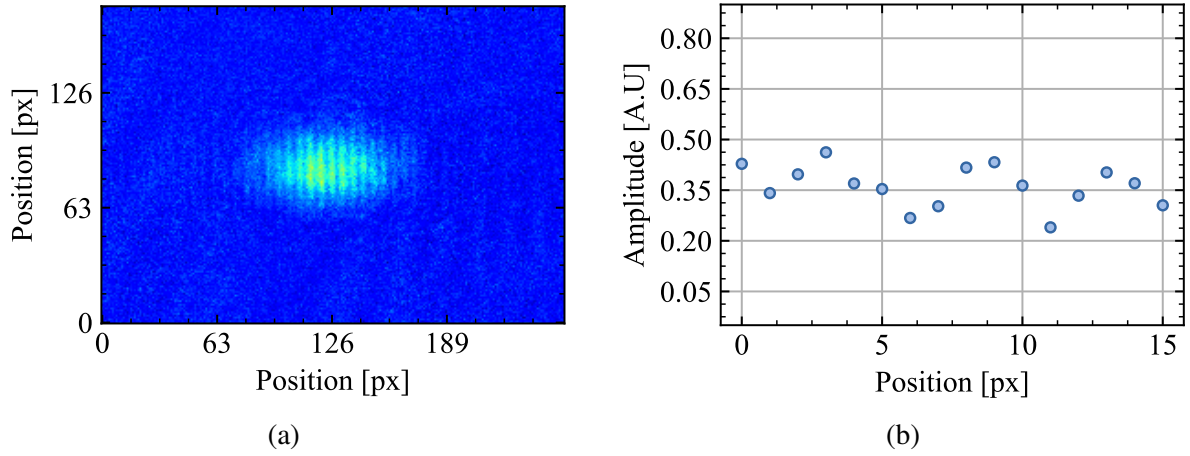 126
63
0
0 63 126 189
Position [px]
Position [px]
(a)
0.80
0.65
0.50
0.35
0.20
0.05
0 5 10 15
Amplitude [A.U]
Position [px]
(b)